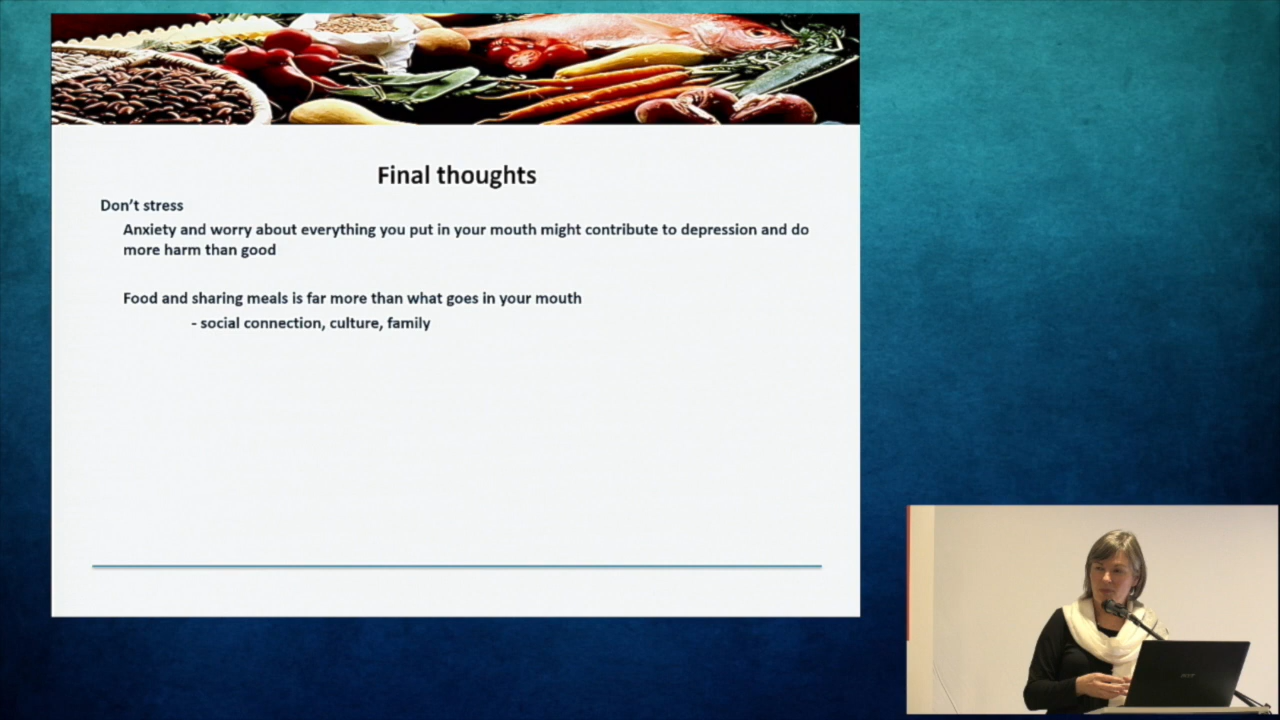 Final thoughts
Don't stress
Anxiety and worry about everything you put in your mouth might contribute to depression and do
more harm than good
Food and sharing meals is far more than what goes in your mouth
- social connection, culture, family
acer